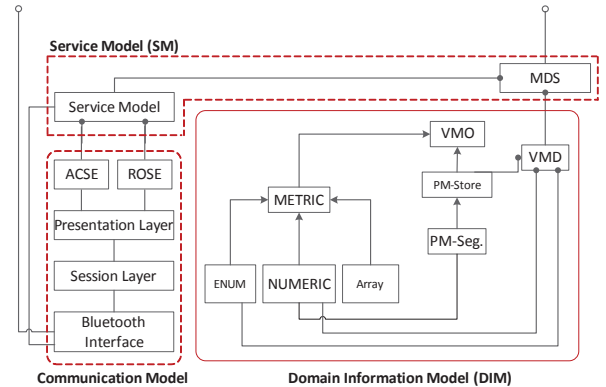 Service Model (SM)
MDS
Service Model
VMO
VMD
ACSE
ROSE
PM-Store
METRIC
Presentation Layer
PM-Seg.
Session Layer
ENUM
NUMERIC
Array
Bluetooth
Interface
Communication Model
Domain Information Model (DIM)